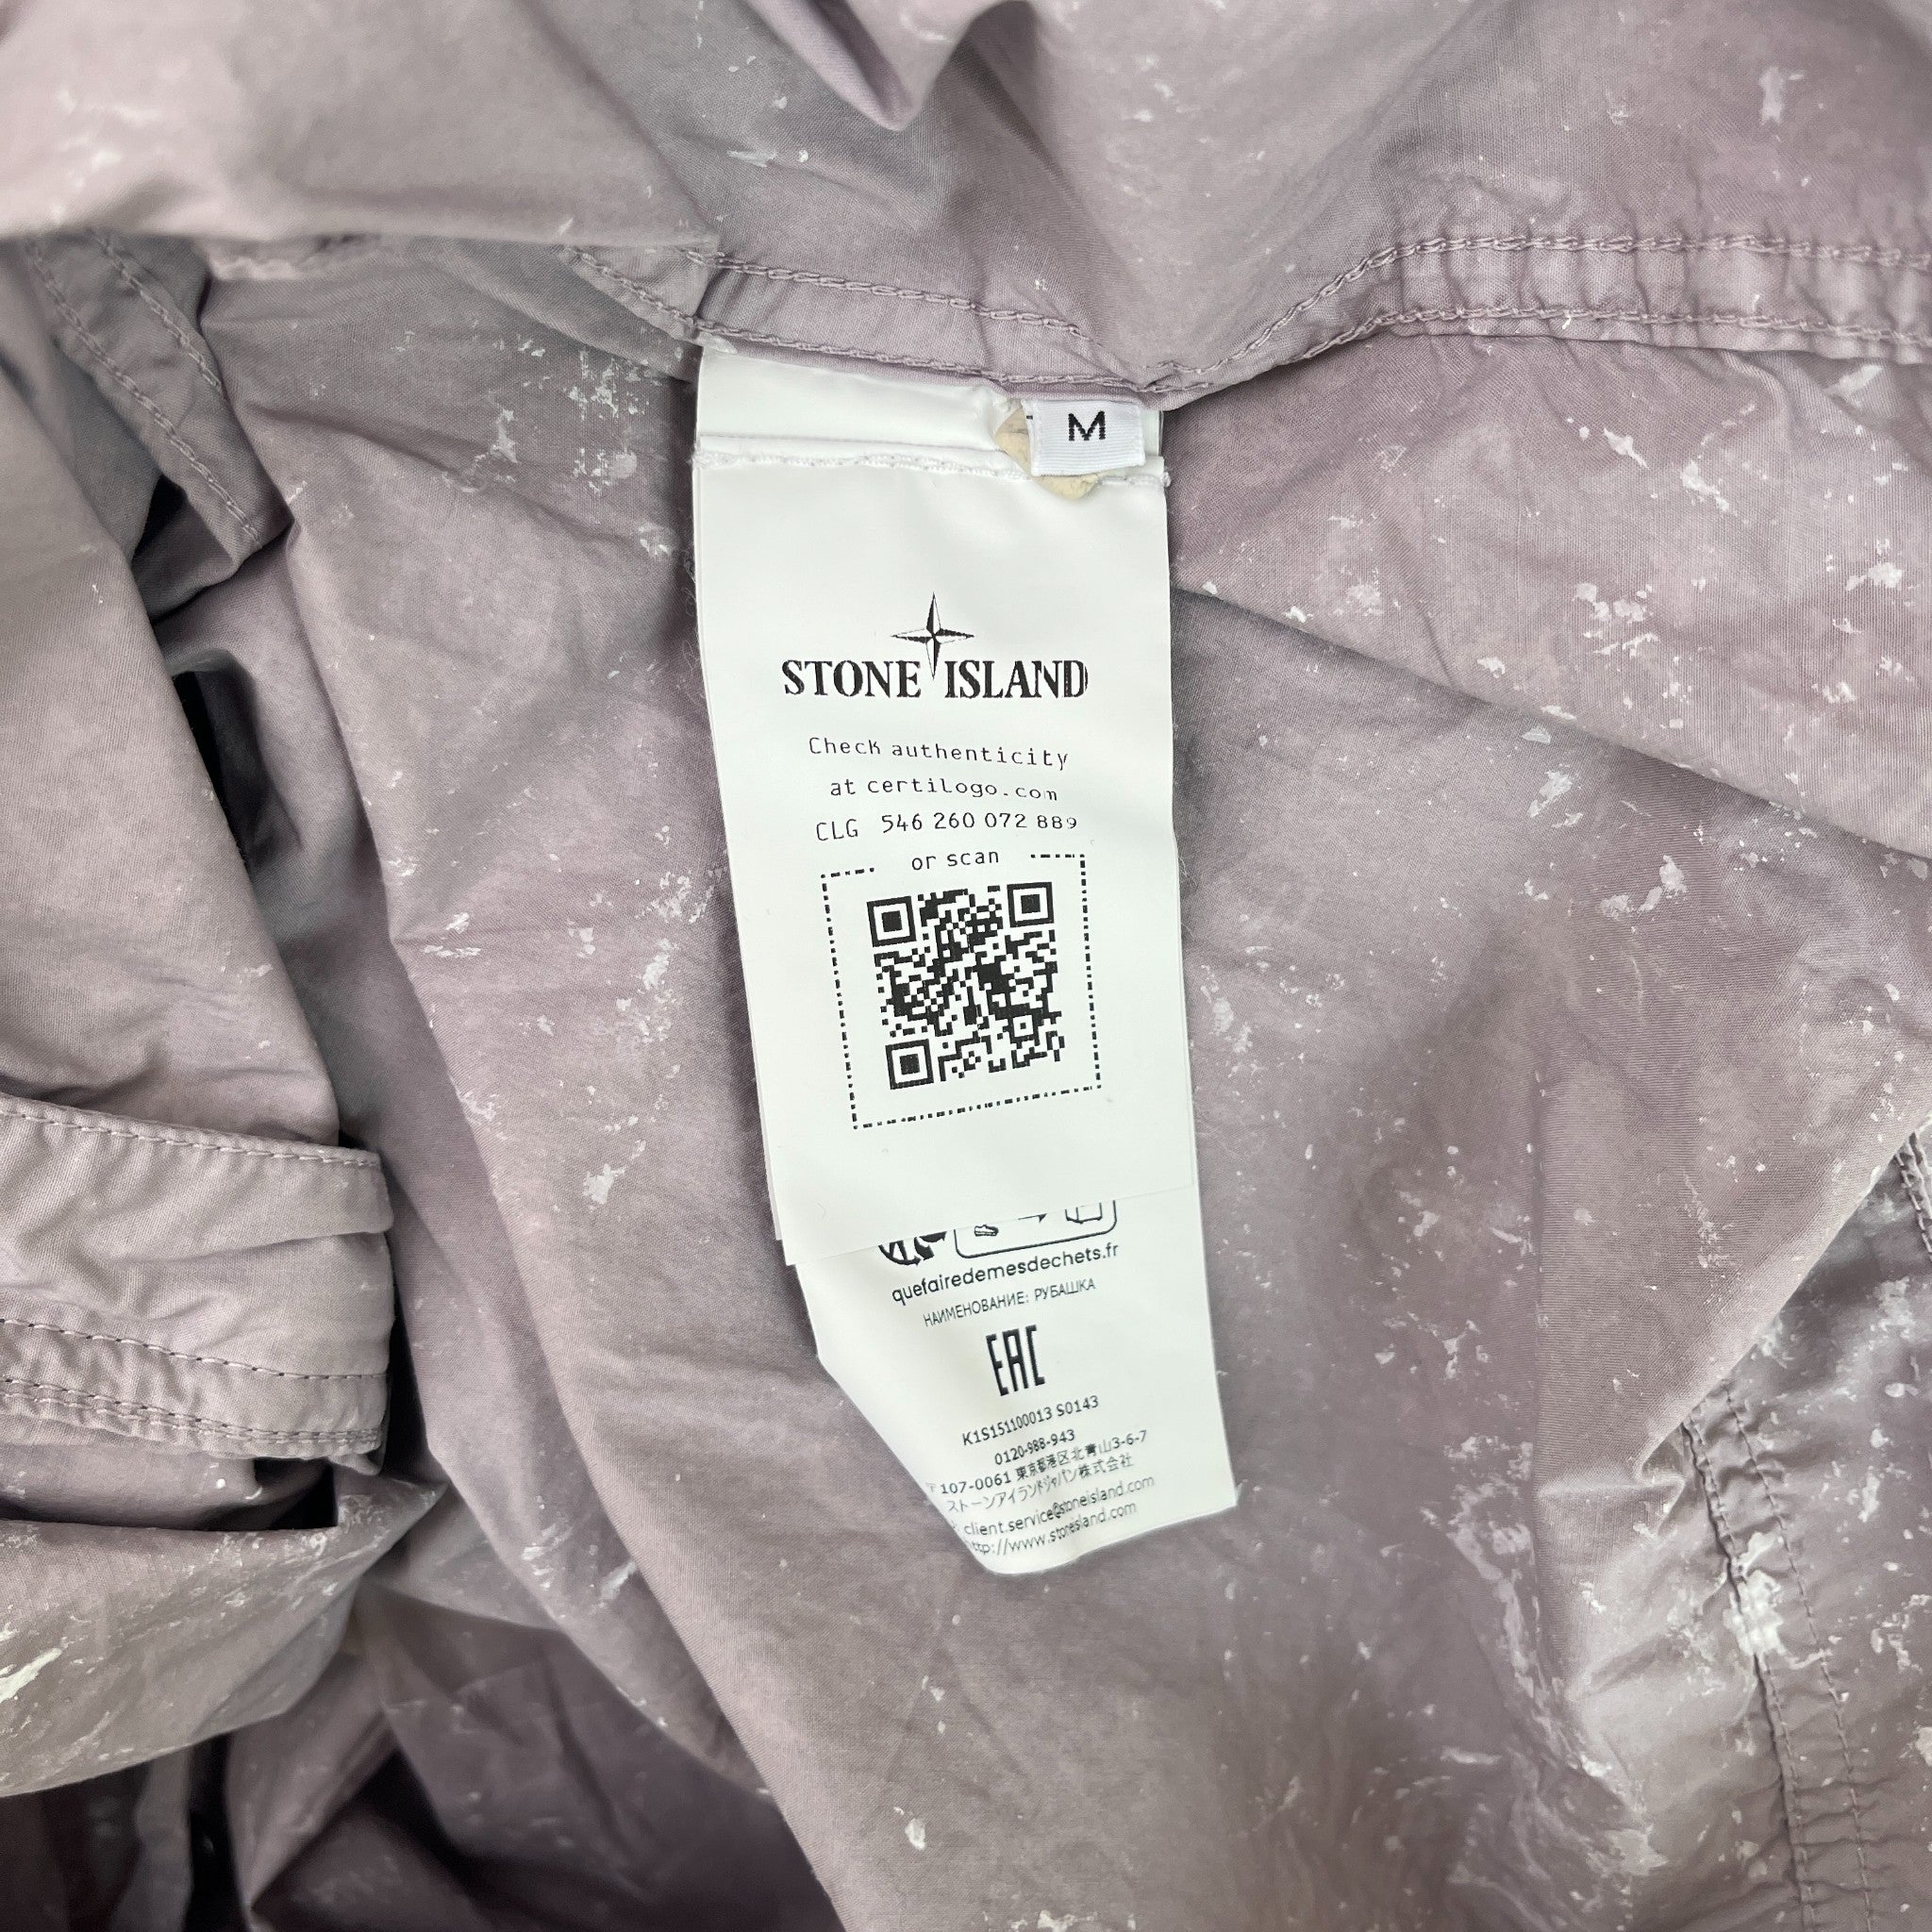 M
STONE ISLAND
Check authenticity
at certilogo.com
CLG 546 260 072 889
or scan
quefairedemesdechets.fr
НАИМЕНОВАНИЕ: РУБАШКА
EAC
K1S151100013 S0143
0120-988-943
〒107-0061 東京都港区北青山3-6-7
ストーンアイランドジャパン株式会社
client.service@stoneisland.com
http://www.stoneisland.com